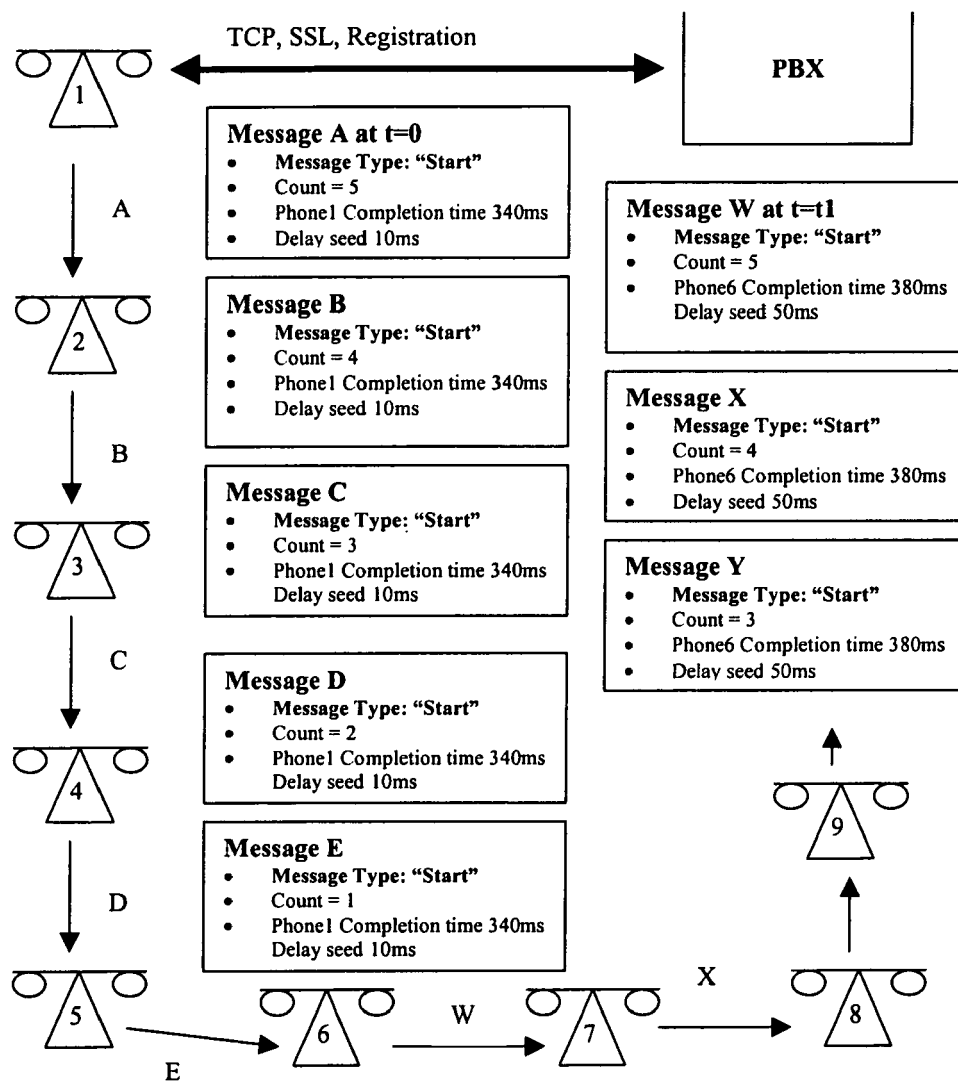 TCP, SSL, Registration
PBX
1
Message A at t=0
• Message Type: “Start”
• Count = 5
• Phone1 Completion time 340ms
• Delay seed 10ms
A
Message W at t=t1
• Message Type: “Start”
• Count = 5
• Phone6 Completion time 380ms
Delay seed 50ms
2
Message B
• Message Type: “Start”
• Count = 4
• Phone1 Completion time 340ms
• Delay seed 10ms
B
Message X
• Message Type: “Start”
• Count = 4
• Phone6 Completion time 380ms
• Delay seed 50ms
3
Message C
• Message Type: “Start”
• Count = 3
• Phone1 Completion time 340ms
Delay seed 10ms
C
Message Y
• Message Type: “Start”
• Count = 3
• Phone6 Completion time 380ms
• Delay seed 50ms
4
Message D
• Message Type: “Start”
• Count = 2
• Phone1 Completion time 340ms
Delay seed 10ms
D
9
Message E
• Message Type: “Start”
• Count = 1
• Phone1 Completion time 340ms
Delay seed 10ms
5
E
6
W
7
X
8